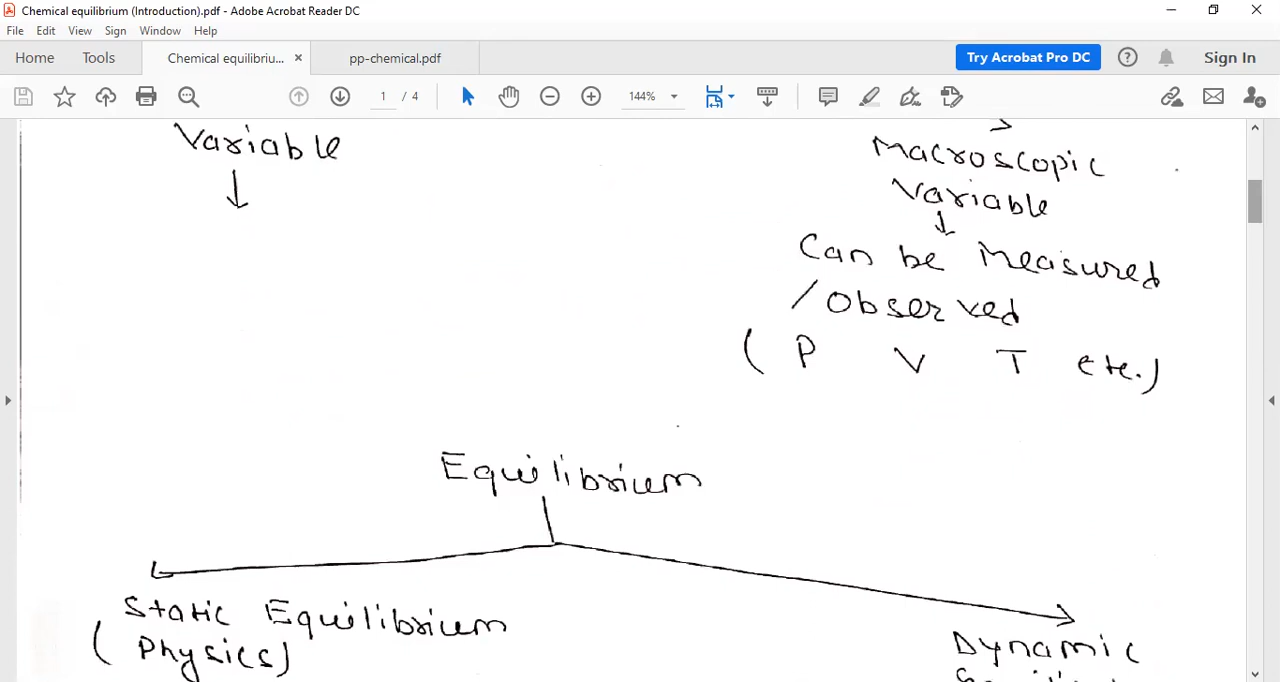 Chemical equilibrium (Introduction).pdf - Adobe Acrobat Reader DC
File Edit View Sign Window Help
Home Tools Chemical equilibriu... × pp-chemical.pdf Try Acrobat Pro DC Sign In
1 / 4 144%
Variable
Macroscopic
Variable
Can be Measured
/Observed
( P V T etc.)
Equilibrium
Static Equilibrium
(Physics)
Dynamic